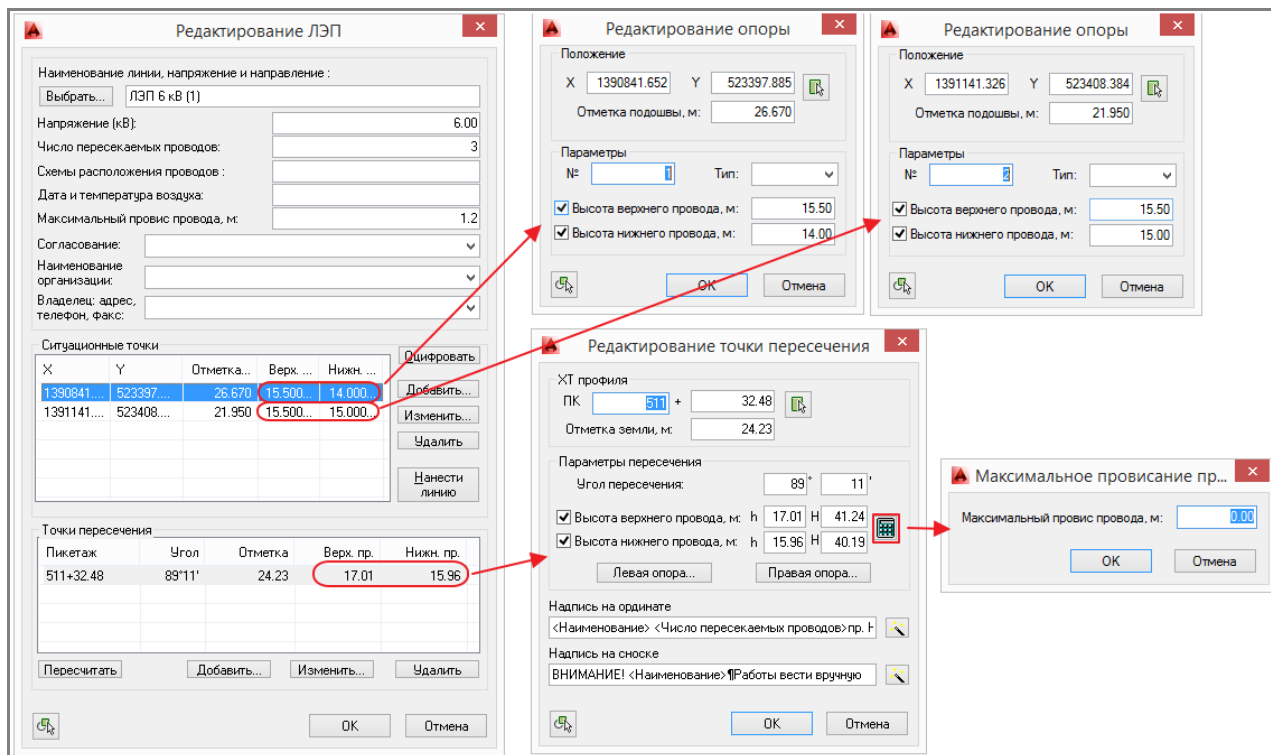 Редактирование ЛЭП
Наименование линии, напряжение и направление :
Выбрать... ЛЭП 6 кВ (1)
Напряжение (кВ): 6.00
Число пересекаемых проводов: 3
Схемы расположения проводов :
Дата и температура воздуха:
Максимальный провис провода, м: 1.2
Согласование:
Наименование
организации:
Владелец: адрес,
телефон, факс:
Ситуационные точки
X Y Отметка... Верх. ... Нижн. ...
1390841.... 523397.... 26.670 15.500... 14.000...
1391141.... 523408.... 21.950 15.500... 15.000...
Оцифровать
Добавить...
Изменить...
Удалить
Нанести
линию
Точки пересечения
Пикетаж Угол Отметка Верх. пр. Нижн. пр.
511+32.48 89°11' 24.23 17.01 15.96
Пересчитать Добавить... Изменить... Удалить
OK Отмена
Редактирование опоры
Положение
X 1390841.652 Y 523397.885
Отметка подошвы, м: 26.670
Параметры
№ 1 Тип:
Высота верхнего провода, м: 15.50
Высота нижнего провода, м: 14.00
OK Отмена
Редактирование опоры
Положение
X 1391141.326 Y 523408.384
Отметка подошвы, м: 21.950
Параметры
№ 2 Тип:
Высота верхнего провода, м: 15.50
Высота нижнего провода, м: 15.00
OK Отмена
Редактирование точки пересечения
ХТ профиля
ПК 511 + 32.48
Отметка земли, м: 24.23
Параметры пересечения
Угол пересечения: 89 ° 11 '
Высота верхнего провода, м: h 17.01 H 41.24
Высота нижнего провода, м: h 15.96 H 40.19
Левая опора... Правая опора...
Надпись на ординате
<Наименование> <Число пересекаемых проводов>пр. Н
Надпись на сноске
ВНИМАНИЕ! <Наименование>¶Работы вести вручную
OK Отмена
Максимальное провисание пр...
Максимальный провис провода, м: 0.00
OK Отмена